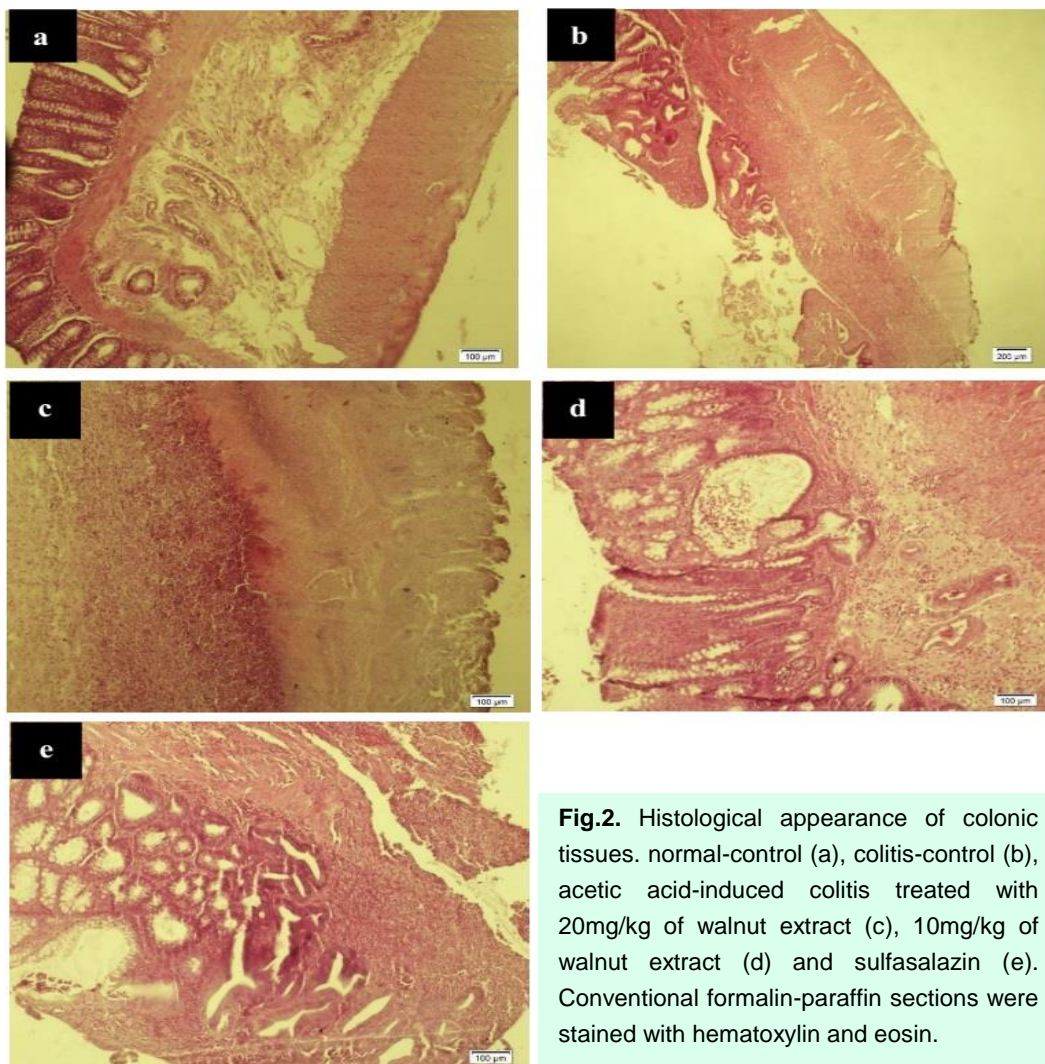 a
100 µm
b
200 µm
c
100 µm
d
100 µm
e
100 µm
Fig.2. Histological appearance of colonic
tissues. normal-control (a), colitis-control (b),
acetic acid-induced colitis treated with
20mg/kg of walnut extract (c), 10mg/kg of
walnut extract (d) and sulfasalazin (e).
Conventional formalin-paraffin sections were
stained with hematoxylin and eosin.